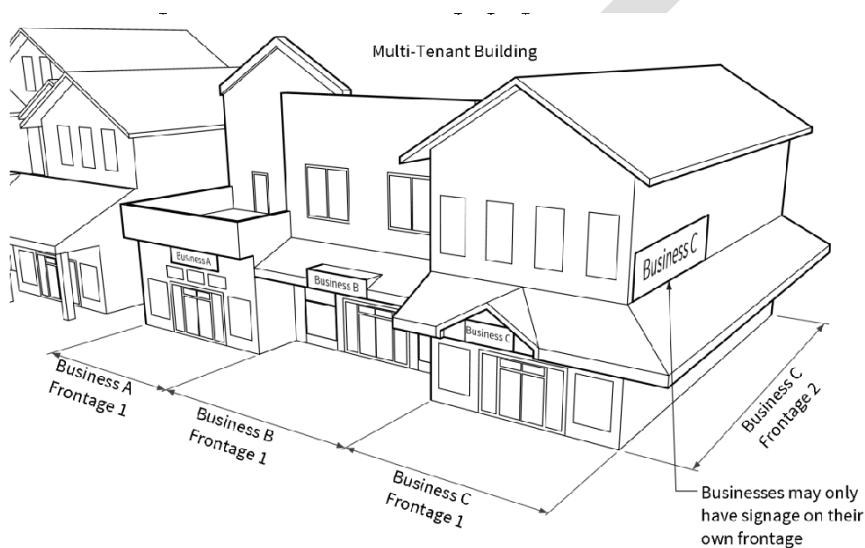 Multi-Tenant Building
Business A
Business B
Business C
Business C
Business A
Frontage 1
Business B
Frontage 1
Business C
Frontage 1
Business C
Frontage 2
Businesses may only
have signage on their
own frontage